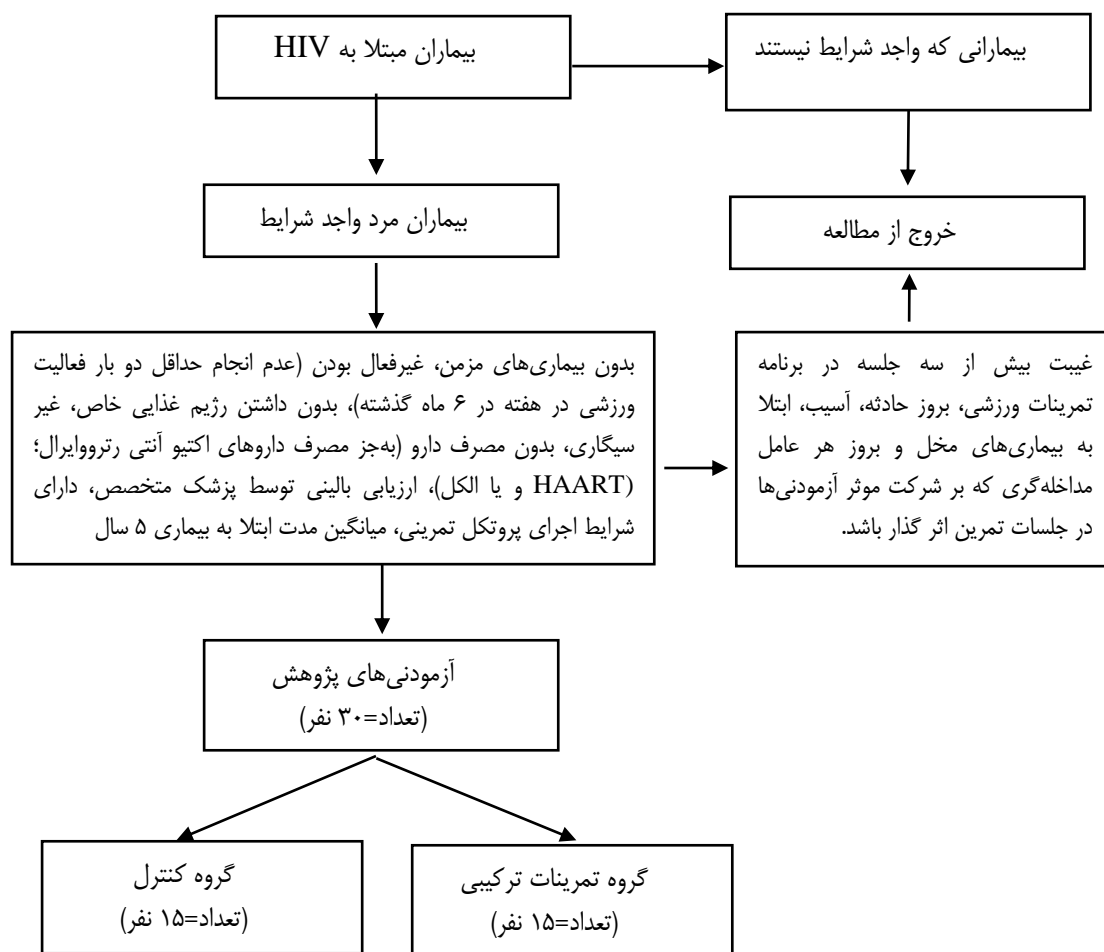 بیماران مبتلا به HIV
بیمارانی که واجد شرایط نیستند
بیماران مرد واجد شرایط
خروج از مطالعه
بدون بیماری‌های مزمن، غیرفعال بودن (عدم انجام حداقل دو بار فعالیت
ورزشی در هفته در ۶ ماه گذشته)، بدون داشتن رژیم غذایی خاص، غیر
سیگاری، بدون مصرف دارو (به‌جز مصرف داروهای اکتیو آنتی رتروویرال؛
HAART) و یا الکل)، ارزیابی بالینی توسط پزشک متخصص، دارای
شرایط اجرای پروتکل تمرینی، میانگین مدت ابتلا به بیماری ۵ سال
غیبت بیش از سه جلسه در برنامه
تمرینات ورزشی، بروز حادثه، آسیب، ابتلا
به بیماری‌های مخل و بروز هر عامل
مداخله‌گری که بر شرکت موثر آزمودنی‌ها
در جلسات تمرین اثر گذار باشد.
آزمودنی‌های پژوهش
(تعداد=۳۰ نفر)
گروه تمرینات ترکیبی
(تعداد=۱۵ نفر)
گروه کنترل
(تعداد=۱۵ نفر)